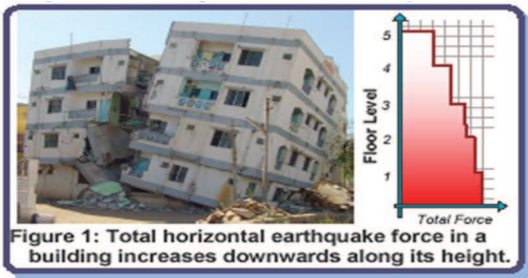 5
4
3
2
1
Floor Level
Total Force
Figure 1: Total horizontal earthquake force in a
building increases downwards along its height.